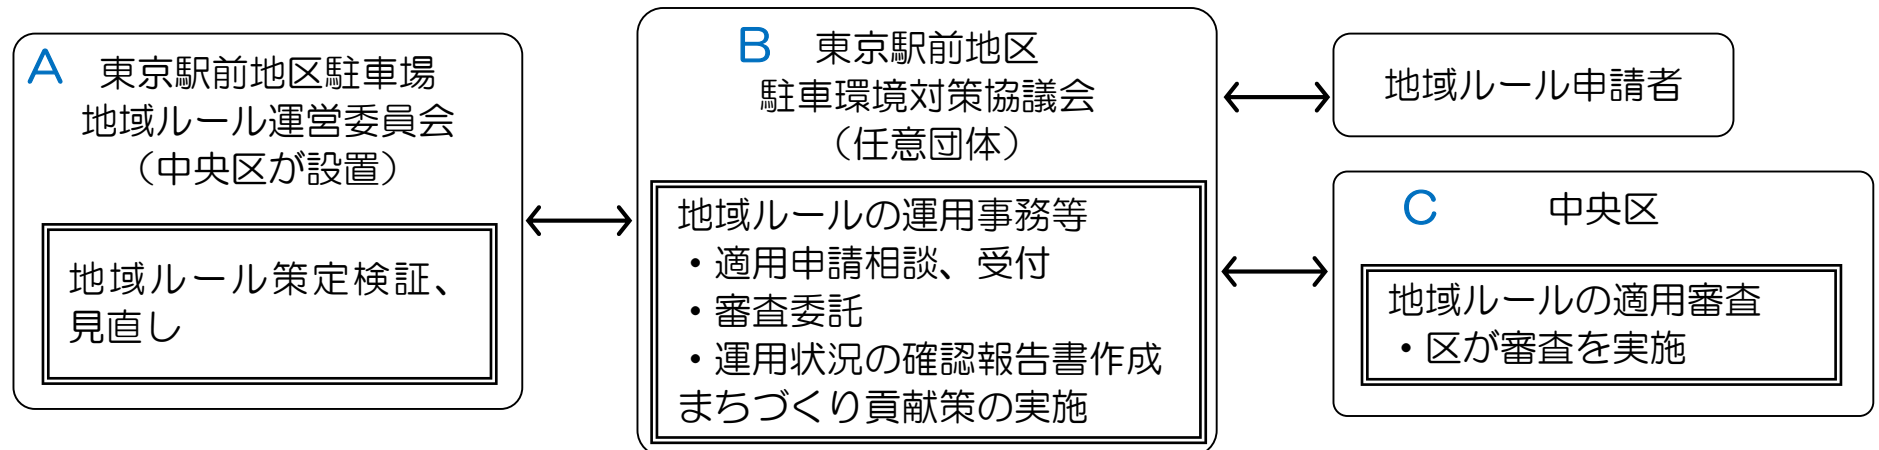 A 東京駅前地区駐車場
地域ルール運営委員会
（中央区が設置）
地域ルール策定検証、
見直し
B 東京駅前地区
駐車環境対策協議会
（任意団体）
地域ルールの運用事務等
・適用申請相談、受付
・審査委託
・運用状況の確認報告書作成
まちづくり貢献策の実施
地域ルール申請者
C 中央区
地域ルールの適用審査
・区が審査を実施